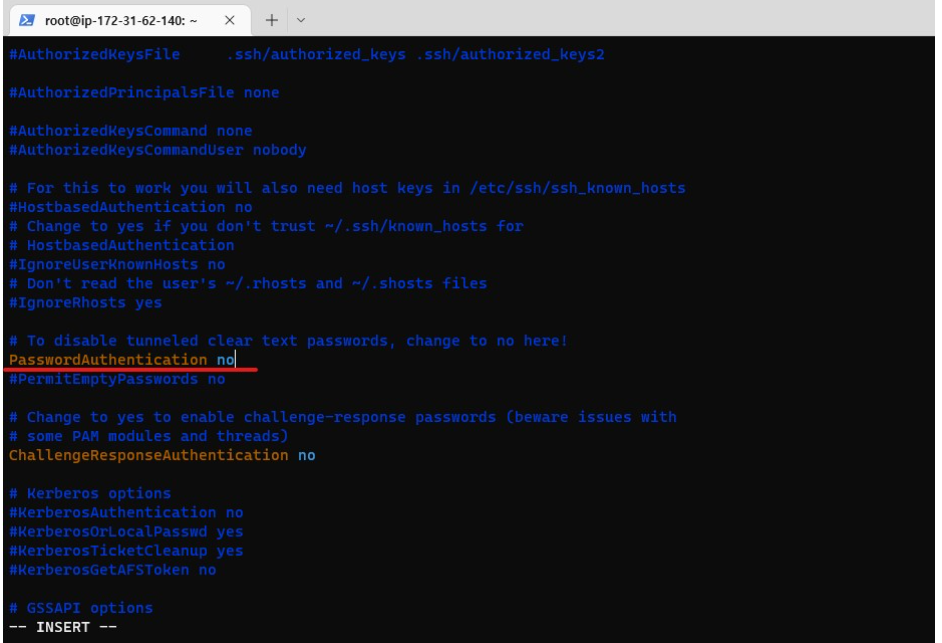 root@ip-172-31-62-140: ~
#AuthorizedKeysFile .ssh/authorized_keys .ssh/authorized_keys2
#AuthorizedPrincipalsFile none
#AuthorizedKeysCommand none
#AuthorizedKeysCommandUser nobody
# For this to work you will also need host keys in /etc/ssh/ssh_known_hosts
#HostbasedAuthentication no
# Change to yes if you don't trust ~/.ssh/known_hosts for
# HostbasedAuthentication
#IgnoreUserKnownHosts no
# Don't read the user's ~/.rhosts and ~/.shosts files
#IgnoreRhosts yes
# To disable tunneled clear text passwords, change to no here!
PasswordAuthentication no
#PermitEmptyPasswords no
# Change to yes to enable challenge-response passwords (beware issues with
# some PAM modules and threads)
ChallengeResponseAuthentication no
# Kerberos options
#KerberosAuthentication no
#KerberosOrLocalPasswd yes
#KerberosTicketCleanup yes
#KerberosGetAFSToken no
# GSSAPI options
-- INSERT --